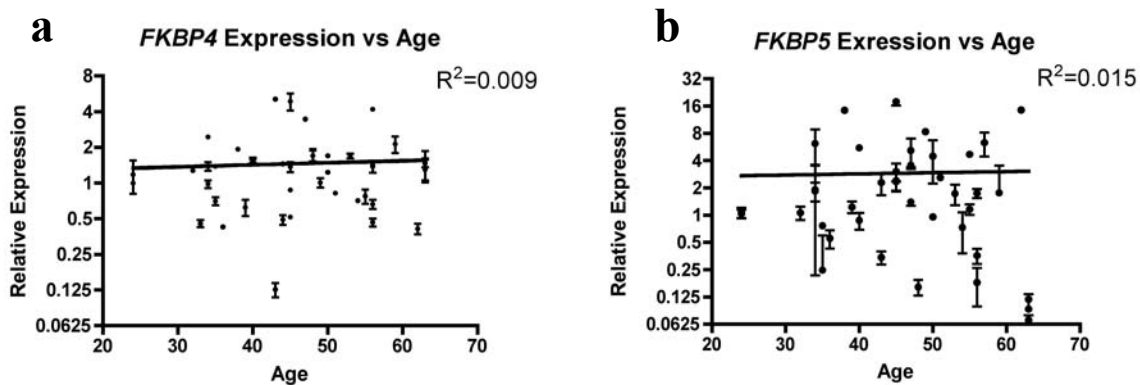 a
FKBP4 Expression vs Age
R²=0.009
Relative Expression
8
4
2
1
0.5
0.25
0.125
0.0625
20 30 40 50 60 70
Age
b
FKBP5 Exression vs Age
R²=0.015
Relative Expression
32
16
8
4
2
1
0.5
0.25
0.125
0.0625
20 30 40 50 60 70
Age